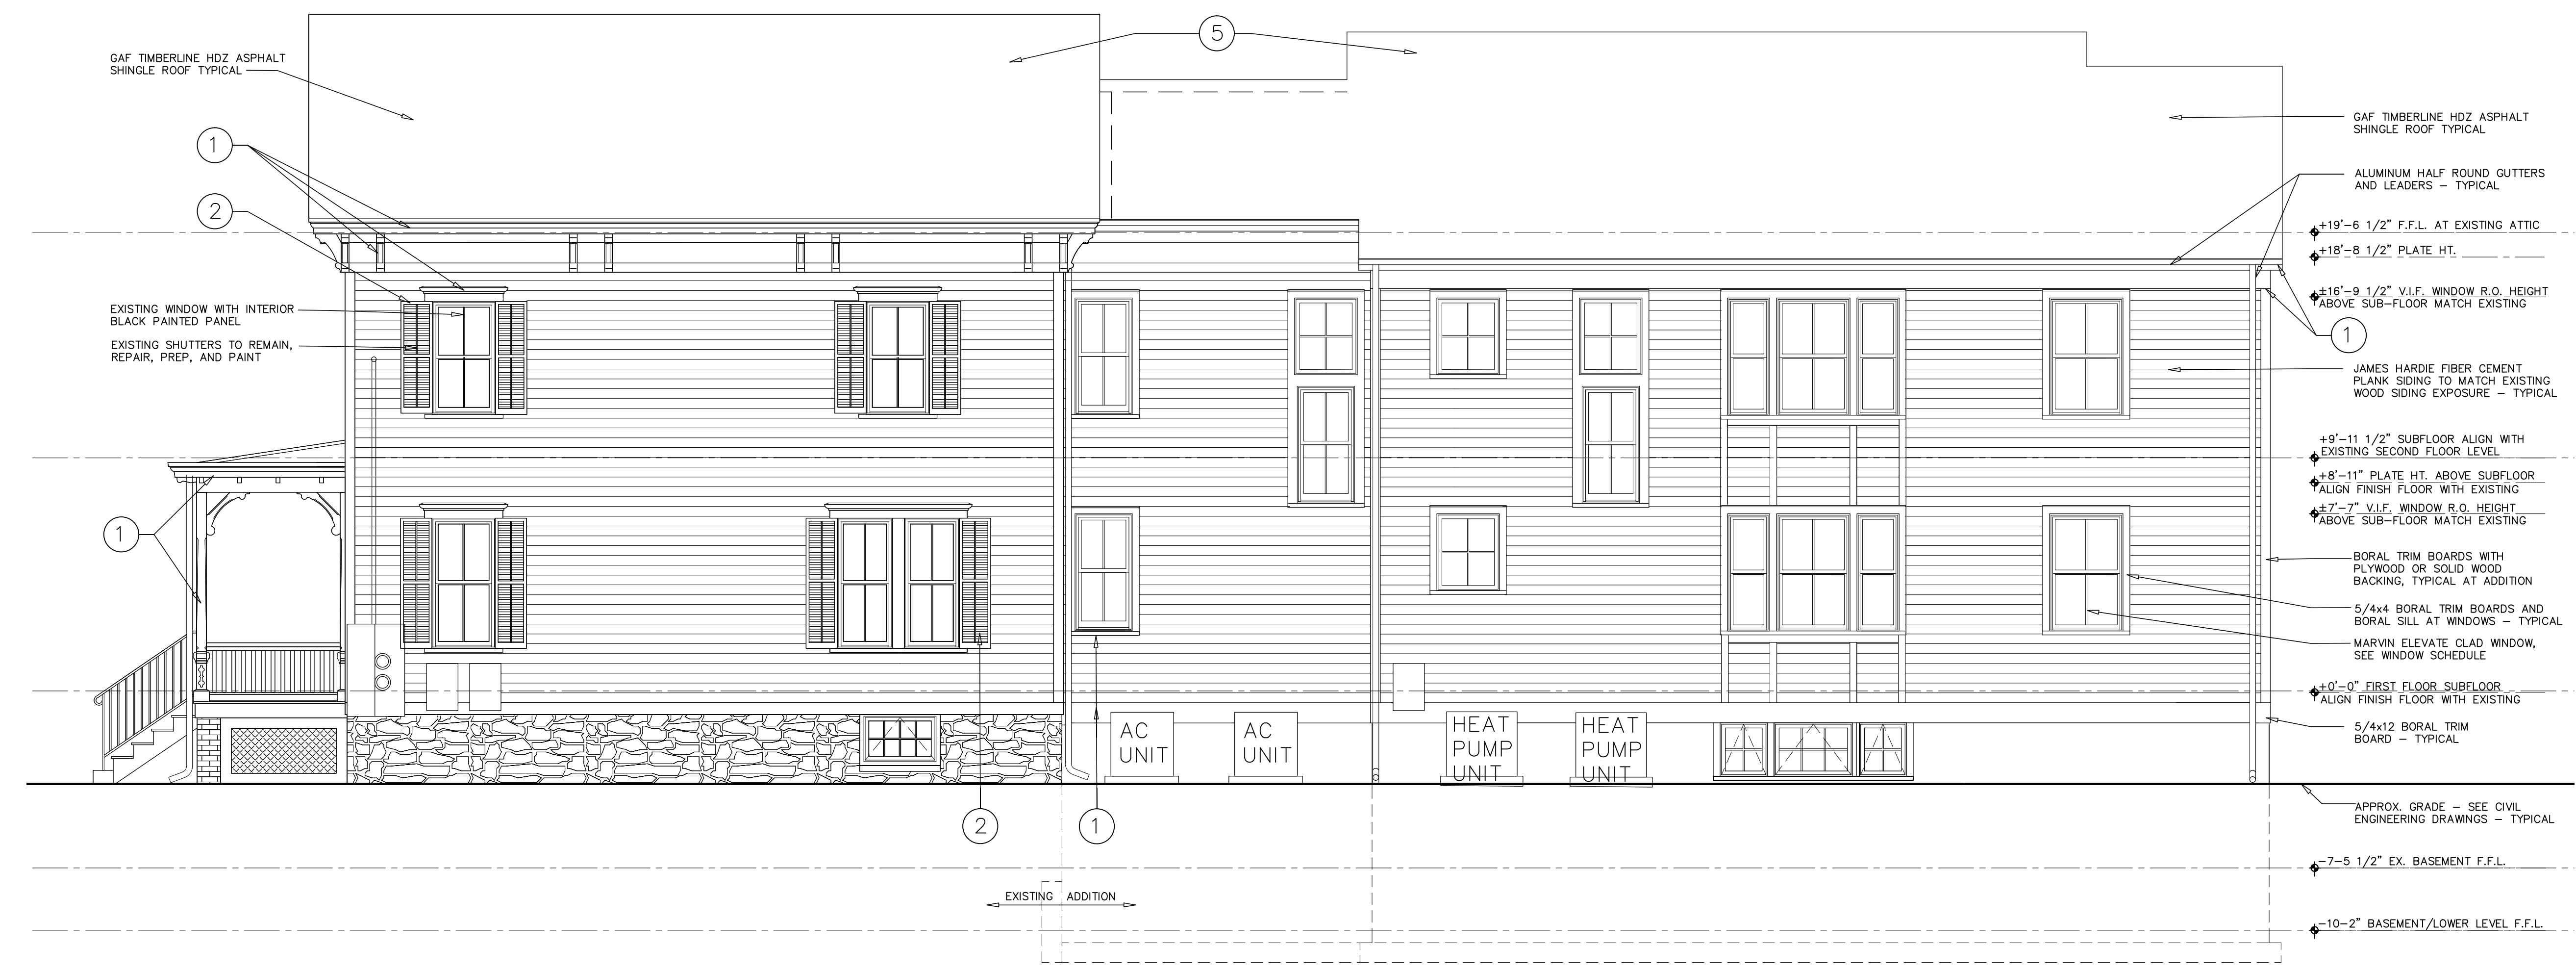 5
GAF TIMBERLINE HDZ ASPHALT
SHINGLE ROOF TYPICAL
1
2
EXISTING WINDOW WITH INTERIOR
BLACK PAINTED PANEL
EXISTING SHUTTERS TO REMAIN,
REPAIR, PREP, AND PAINT
1
GAF TIMBERLINE HDZ ASPHALT
SHINGLE ROOF TYPICAL
ALUMINUM HALF ROUND GUTTERS
AND LEADERS – TYPICAL
+19'-6 1/2" F.F.L. AT EXISTING ATTIC
+18'-8 1/2" PLATE HT.
±16'-9 1/2" V.I.F. WINDOW R.O. HEIGHT
ABOVE SUB-FLOOR MATCH EXISTING
1
JAMES HARDIE FIBER CEMENT
PLANK SIDING TO MATCH EXISTING
WOOD SIDING EXPOSURE – TYPICAL
+9'-11 1/2" SUBFLOOR ALIGN WITH
EXISTING SECOND FLOOR LEVEL
+8'-11" PLATE HT. ABOVE SUBFLOOR
ALIGN FINISH FLOOR WITH EXISTING
±7'-7" V.I.F. WINDOW R.O. HEIGHT
ABOVE SUB-FLOOR MATCH EXISTING
BORAL TRIM BOARDS WITH
PLYWOOD OR SOLID WOOD
BACKING, TYPICAL AT ADDITION
5/4x4 BORAL TRIM BOARDS AND
BORAL SILL AT WINDOWS – TYPICAL
MARVIN ELEVATE CLAD WINDOW,
SEE WINDOW SCHEDULE
+0'-0" FIRST FLOOR SUBFLOOR
ALIGN FINISH FLOOR WITH EXISTING
5/4x12 BORAL TRIM
BOARD – TYPICAL
AC
UNIT
AC
UNIT
HEAT
PUMP
UNIT
HEAT
PUMP
UNIT
2
1
APPROX. GRADE – SEE CIVIL
ENGINEERING DRAWINGS – TYPICAL
-7-5 1/2" EX. BASEMENT F.F.L.
EXISTING ADDITION
-10-2" BASEMENT/LOWER LEVEL F.F.L.